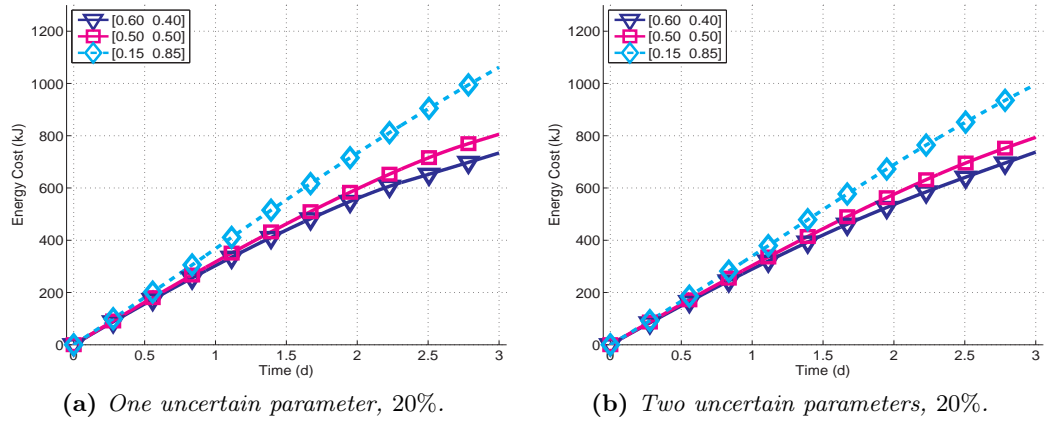 [0.60 0.40]
[0.50 0.50]
[0.15 0.85]
1200
1000
800
600
400
200
0
Energy Cost (kJ)
0 0.5 1 1.5 2 2.5 3
Time (d)
(a) One uncertain parameter, 20%.
[0.60 0.40]
[0.50 0.50]
[0.15 0.85]
1200
1000
800
600
400
200
0
Energy Cost (kJ)
0 0.5 1 1.5 2 2.5 3
Time (d)
(b) Two uncertain parameters, 20%.